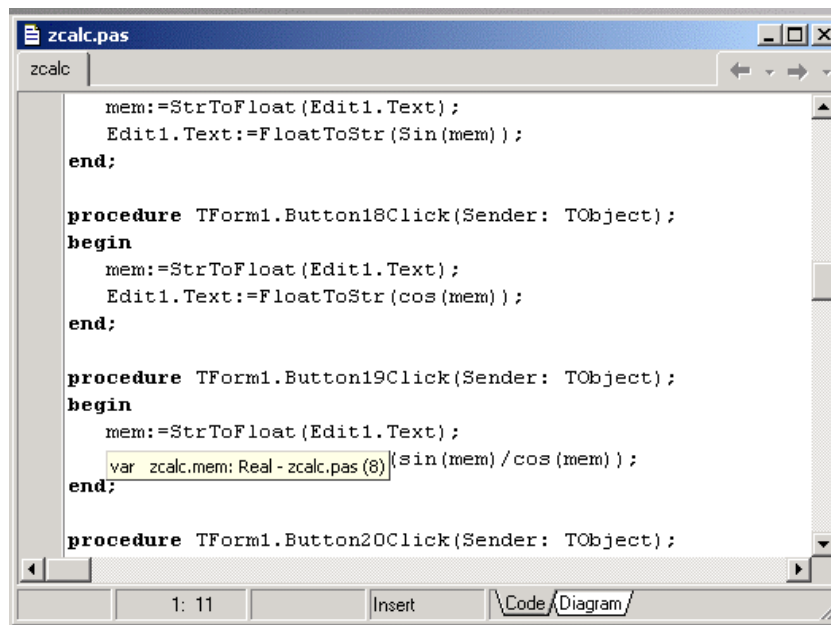 zcalc.pas
zcalc
mem:=StrToFloat(Edit1.Text);
Edit1.Text:=FloatToStr(Sin(mem));
end;
procedure TForm1.Button18Click(Sender: TObject);
begin
mem:=StrToFloat(Edit1.Text);
Edit1.Text:=FloatToStr(cos(mem));
end;
procedure TForm1.Button19Click(Sender: TObject);
begin
mem:=StrToFloat(Edit1.Text);
var zcalc.mem: Real - zcalc.pas (8) (sin(mem)/cos(mem));
end;
procedure TForm1.Button20Click(Sender: TObject);
1: 11 Insert Code Diagram